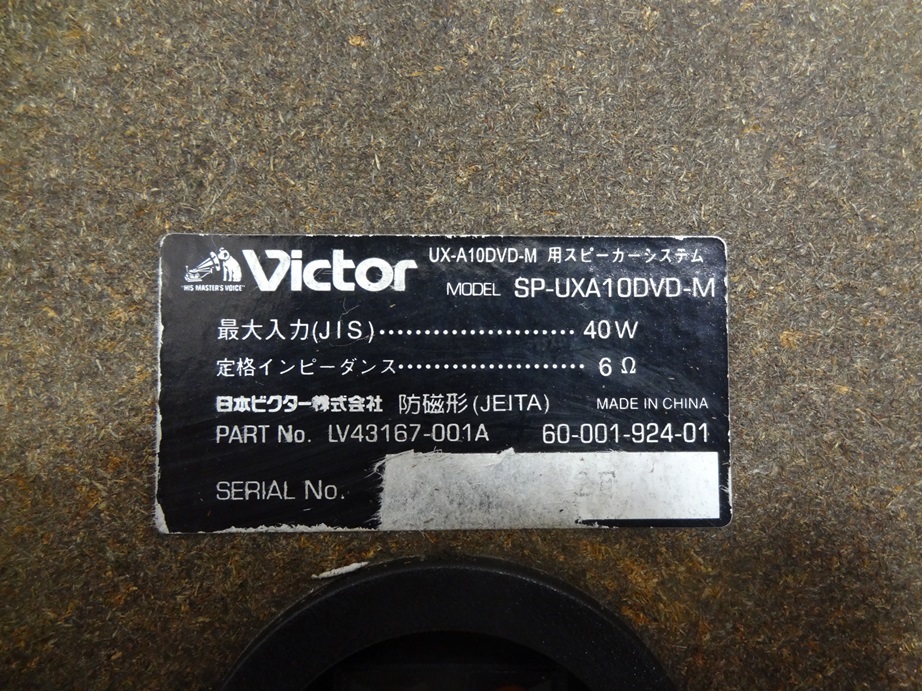 "HIS MASTER'S VOICE"
Victor
UX-A10DVD-M 用スピーカーシステム
MODEL SP-UXA10DVD-M
最大入力(JIS)······················ 40W
定格インピーダンス····················· 6Ω
日本ビクター株式会社 防磁形(JEITA) MADE IN CHINA
PART No. LV43167-001A 60-001-924-01
SERIAL No.